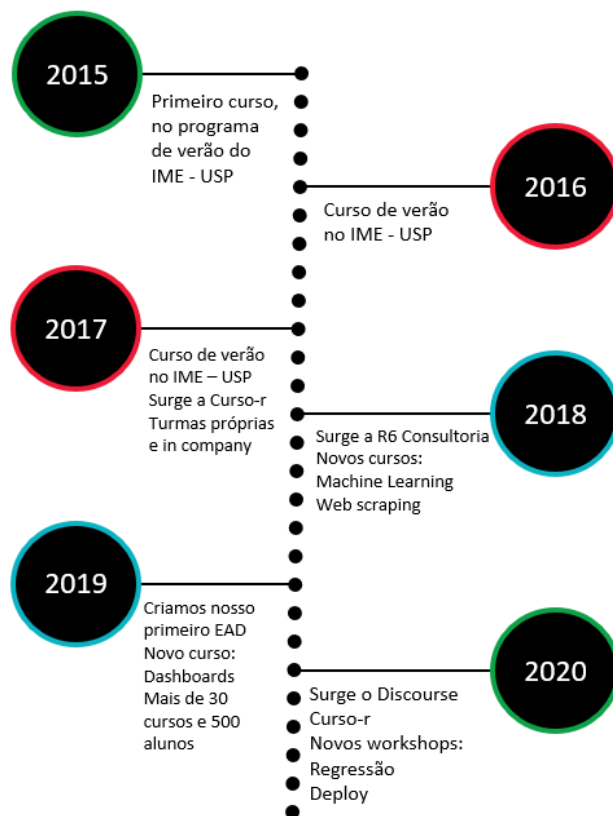 2015
Primeiro curso,
no programa
de verão do
IME - USP
2016
Curso de verão
no IME - USP
2017
Curso de verão
no IME – USP
Surge a Curso-r
Turmas próprias
e in company
2018
Surge a R6 Consultoria
Novos cursos:
Machine Learning
Web scraping
2019
Criamos nosso
primeiro EAD
Novo curso:
Dashboards
Mais de 30
cursos e 500
alunos
2020
Surge o Discourse
Curso-r
Novos workshops:
Regressão
Deploy